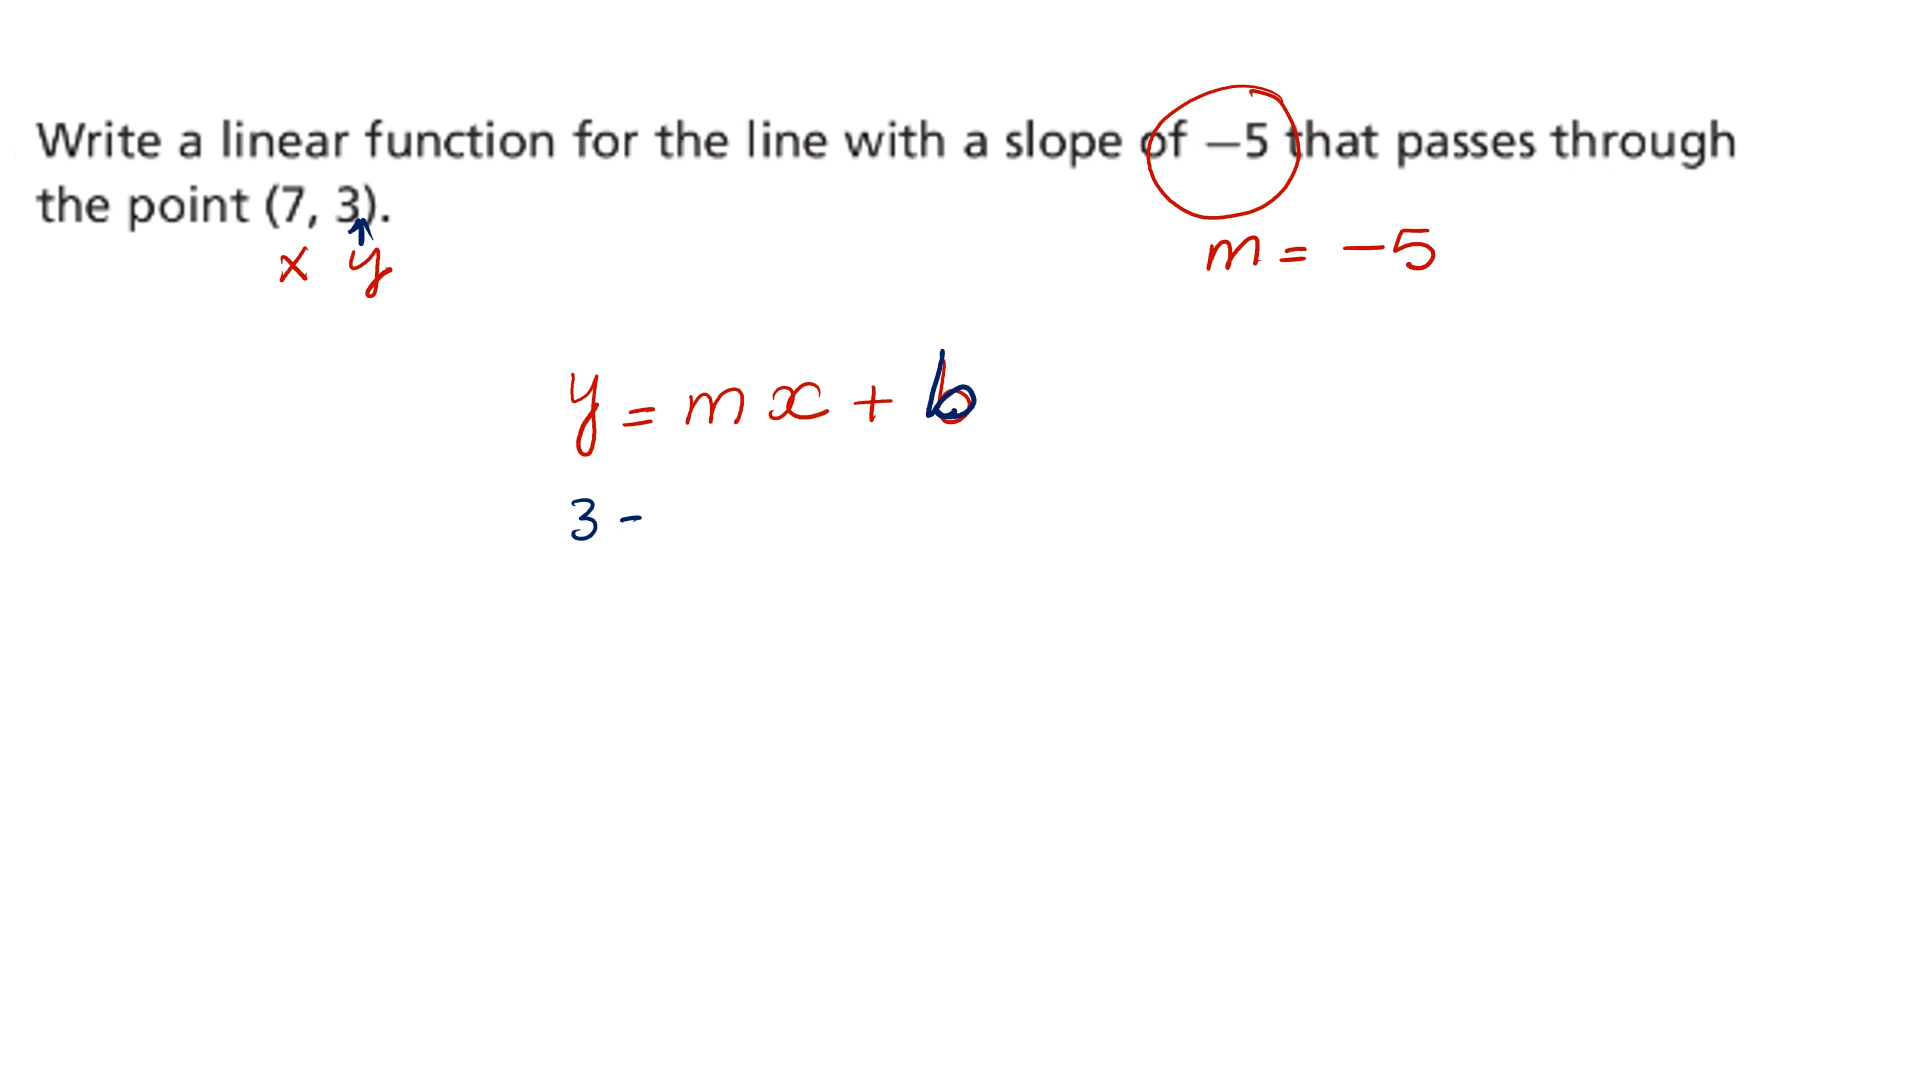 Write a linear function for the line with a slope of −5 that passes through
the point (7, 3).
x y
m = −5
y = mx + b
3 -